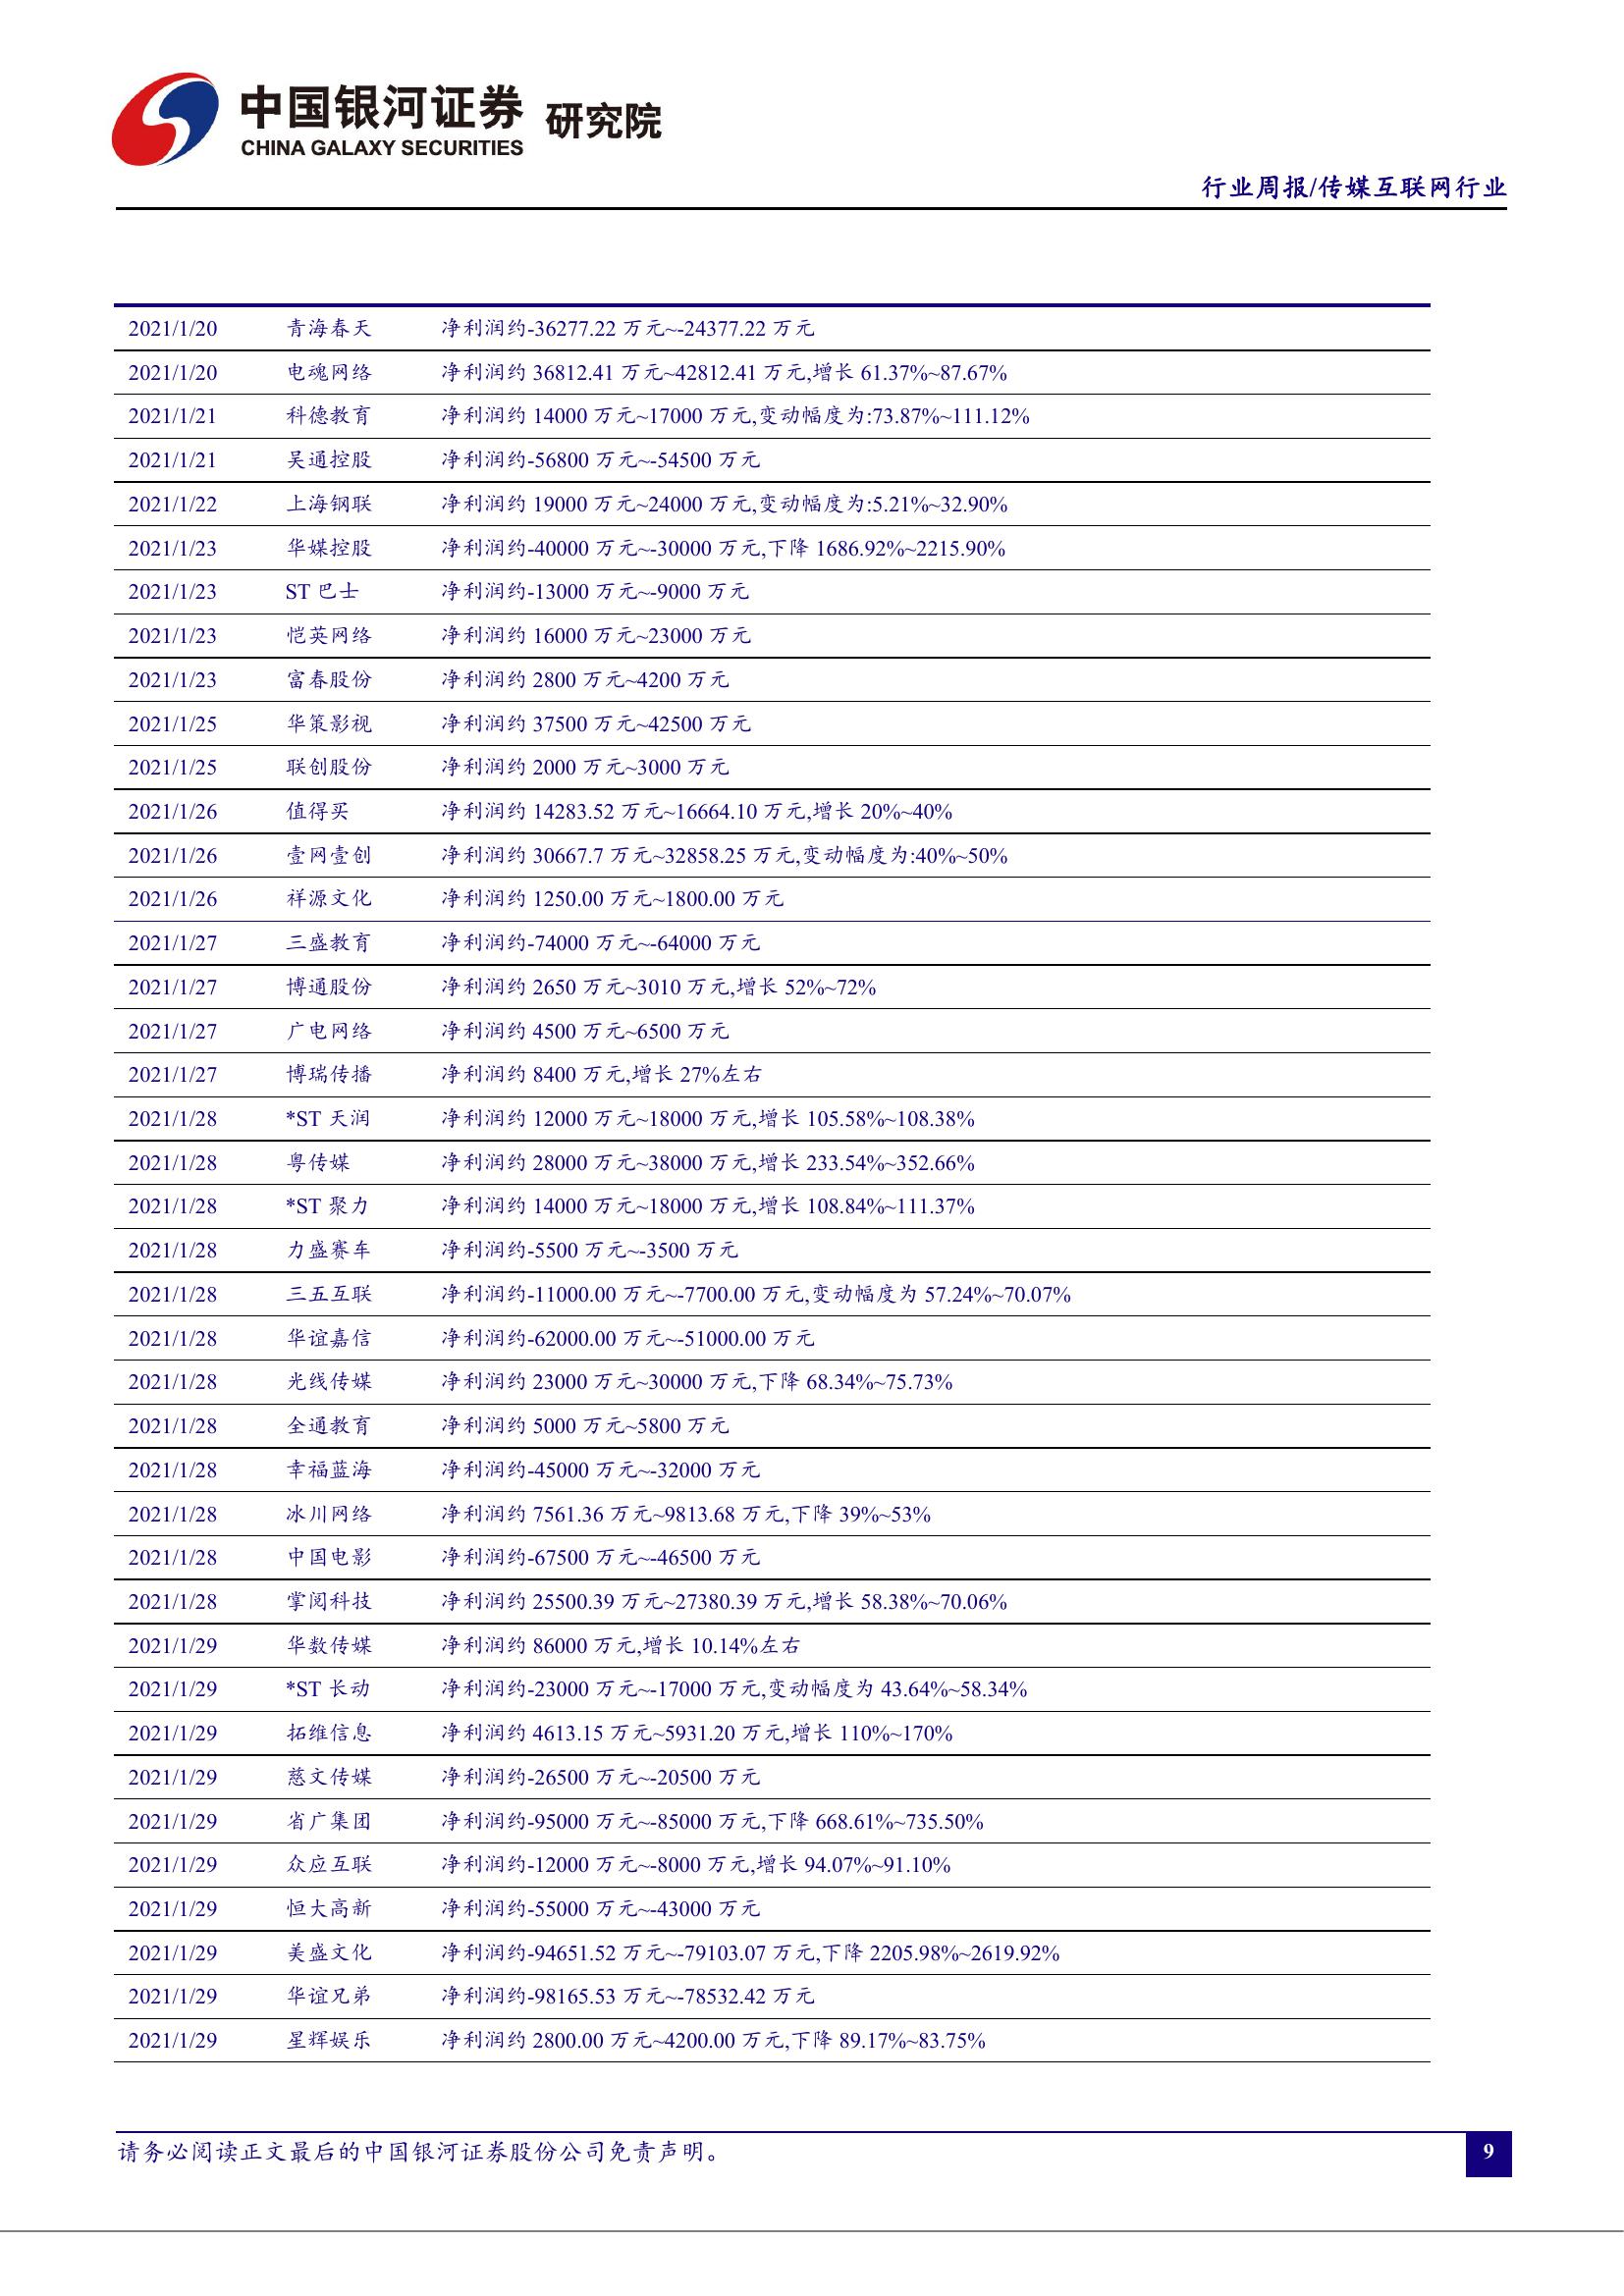 中国银河证券 研究院
CHINA GALAXY SECURITIES
行业周报/传媒互联网行业
2021/1/20 青海春天 净利润约-36277.22 万元~-24377.22 万元
2021/1/20 电魂网络 净利润约 36812.41 万元~42812.41 万元,增长 61.37%~87.67%
2021/1/21 科德教育 净利润约 14000 万元~17000 万元,变动幅度为:73.87%~111.12%
2021/1/21 吴通控股 净利润约-56800 万元~-54500 万元
2021/1/22 上海钢联 净利润约 19000 万元~24000 万元,变动幅度为:5.21%~32.90%
2021/1/23 华媒控股 净利润约-40000 万元~-30000 万元,下降 1686.92%~2215.90%
2021/1/23 ST 巴士 净利润约-13000 万元~-9000 万元
2021/1/23 恺英网络 净利润约 16000 万元~23000 万元
2021/1/23 富春股份 净利润约 2800 万元~4200 万元
2021/1/25 华策影视 净利润约 37500 万元~42500 万元
2021/1/25 联创股份 净利润约 2000 万元~3000 万元
2021/1/26 值得买 净利润约 14283.52 万元~16664.10 万元,增长 20%~40%
2021/1/26 壹网壹创 净利润约 30667.7 万元~32858.25 万元,变动幅度为:40%~50%
2021/1/26 祥源文化 净利润约 1250.00 万元~1800.00 万元
2021/1/27 三盛教育 净利润约-74000 万元~-64000 万元
2021/1/27 博通股份 净利润约 2650 万元~3010 万元,增长 52%~72%
2021/1/27 广电网络 净利润约 4500 万元~6500 万元
2021/1/27 博瑞传播 净利润约 8400 万元,增长 27%左右
2021/1/28 *ST 天润 净利润约 12000 万元~18000 万元,增长 105.58%~108.38%
2021/1/28 粤传媒 净利润约 28000 万元~38000 万元,增长 233.54%~352.66%
2021/1/28 *ST 聚力 净利润约 14000 万元~18000 万元,增长 108.84%~111.37%
2021/1/28 力盛赛车 净利润约-5500 万元~-3500 万元
2021/1/28 三五互联 净利润约-11000.00 万元~-7700.00 万元,变动幅度为 57.24%~70.07%
2021/1/28 华谊嘉信 净利润约-62000.00 万元~-51000.00 万元
2021/1/28 光线传媒 净利润约 23000 万元~30000 万元,下降 68.34%~75.73%
2021/1/28 全通教育 净利润约 5000 万元~5800 万元
2021/1/28 幸福蓝海 净利润约-45000 万元~-32000 万元
2021/1/28 冰川网络 净利润约 7561.36 万元~9813.68 万元,下降 39%~53%
2021/1/28 中国电影 净利润约-67500 万元~-46500 万元
2021/1/28 掌阅科技 净利润约 25500.39 万元~27380.39 万元,增长 58.38%~70.06%
2021/1/29 华数传媒 净利润约 86000 万元,增长 10.14%左右
2021/1/29 *ST 长动 净利润约-23000 万元~-17000 万元,变动幅度为 43.64%~58.34%
2021/1/29 拓维信息 净利润约 4613.15 万元~5931.20 万元,增长 110%~170%
2021/1/29 慈文传媒 净利润约-26500 万元~-20500 万元
2021/1/29 省广集团 净利润约-95000 万元~-85000 万元,下降 668.61%~735.50%
2021/1/29 众应互联 净利润约-12000 万元~-8000 万元,增长 94.07%~91.10%
2021/1/29 恒大高新 净利润约-55000 万元~-43000 万元
2021/1/29 美盛文化 净利润约-94651.52 万元~-79103.07 万元,下降 2205.98%~2619.92%
2021/1/29 华谊兄弟 净利润约-98165.53 万元~-78532.42 万元
2021/1/29 星辉娱乐 净利润约 2800.00 万元~4200.00 万元,下降 89.17%~83.75%
请务必阅读正文最后的中国银河证券股份公司免责声明。
9